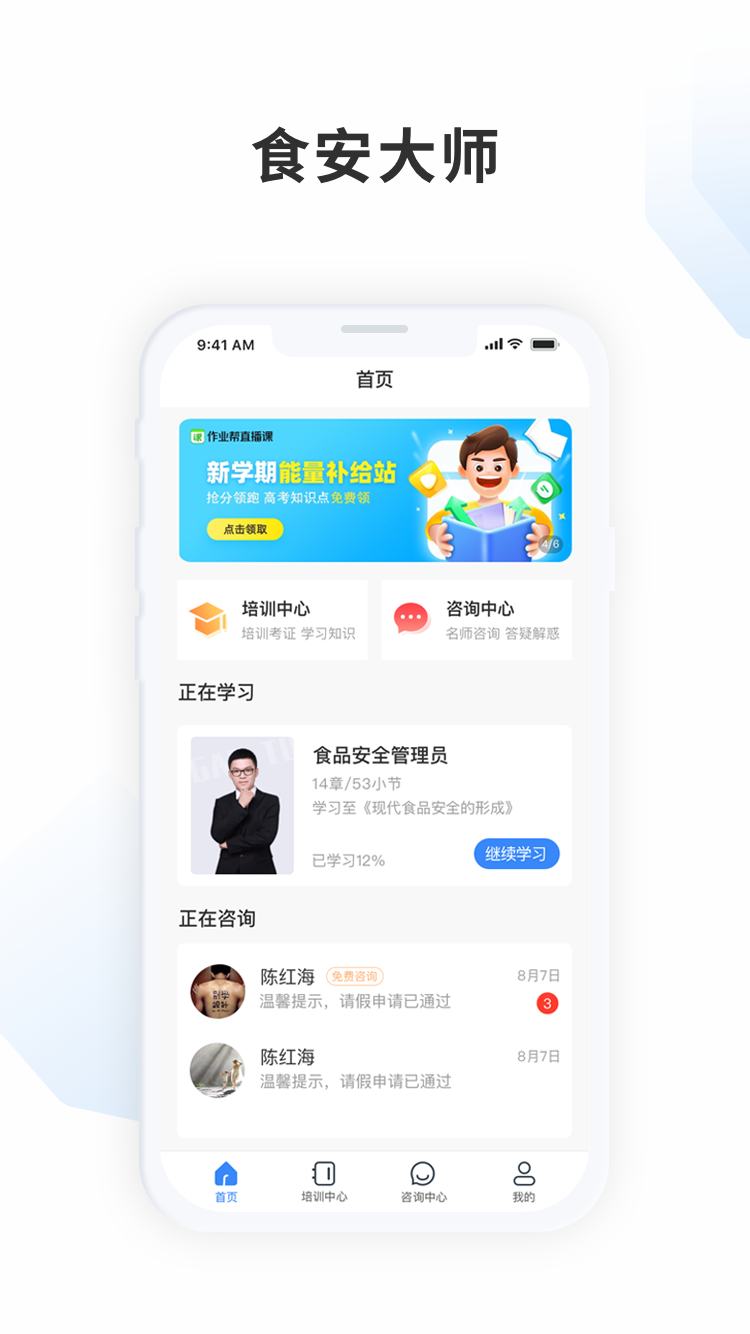 食安大师
9:41 AM
首页
课 作业帮直播课
新学期能量补给站
抢分领跑 高考知识点免费领
点击领取
4/6
培训中心
培训考证 学习知识
咨询中心
名师咨询 答疑解惑
正在学习
食品安全管理员
14章/53小节
学习至《现代食品安全的形成》
已学习12%
继续学习
正在咨询
陈红海 免费咨询 8月7日
温馨提示，请假申请已通过 3
陈红海 8月7日
温馨提示，请假申请已通过
首页 培训中心 咨询中心 我的